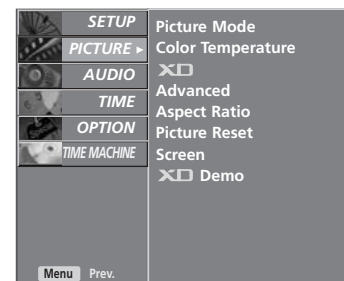 SETUP
PICTURE ►
AUDIO
TIME
OPTION
TIME MACHINE
Picture Mode
Color Temperature
XD
Advanced
Aspect Ratio
Picture Reset
Screen
XD Demo
Menu Prev.